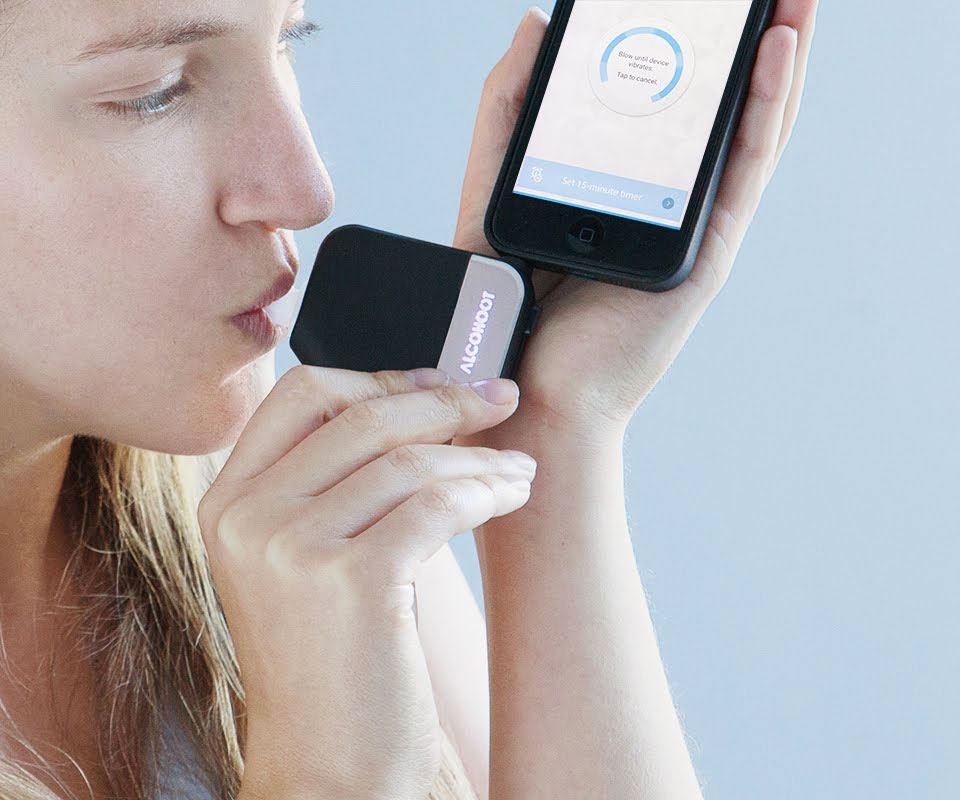 Blow until device
vibrates.
Tap to cancel.
Set 15-minute timer
ALCOHOOT